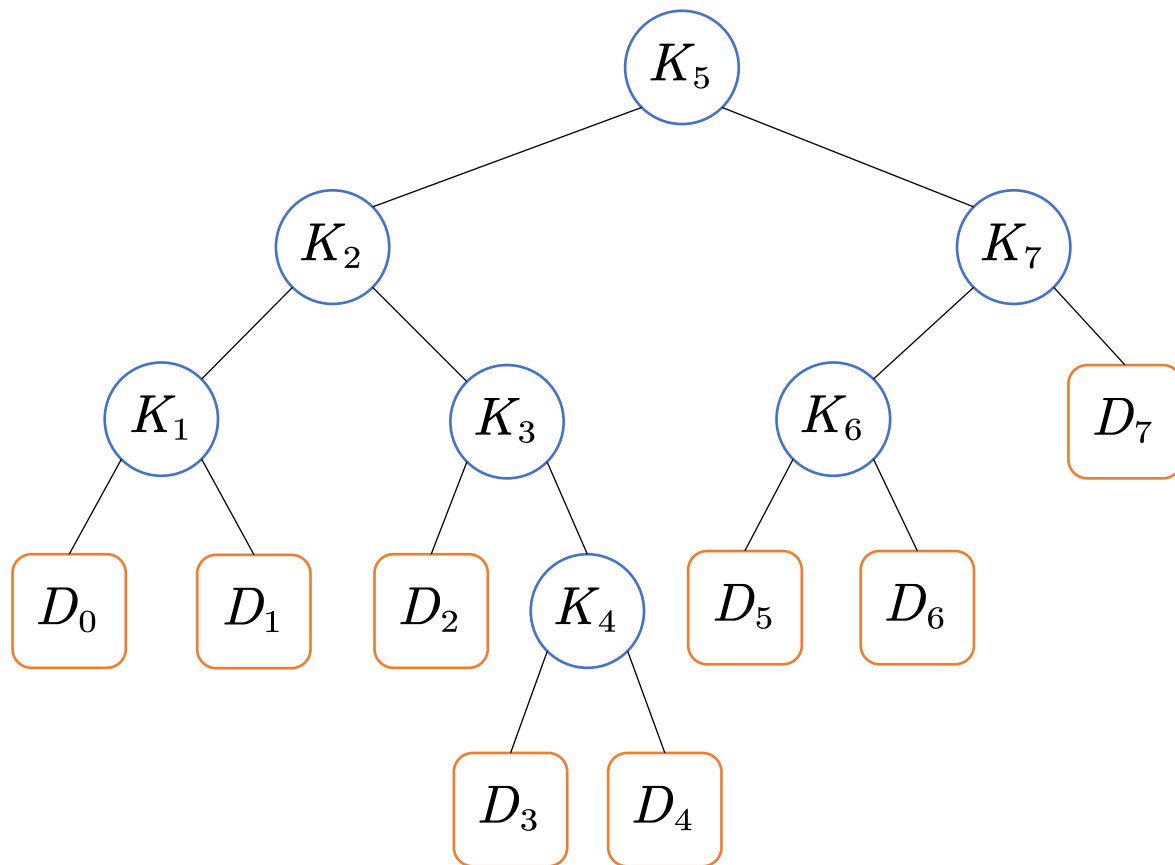 K₅
K₂ K₇
K₁ K₃ K₆ D₇
D₀ D₁ D₂ K₄ D₅ D₆
D₃ D₄